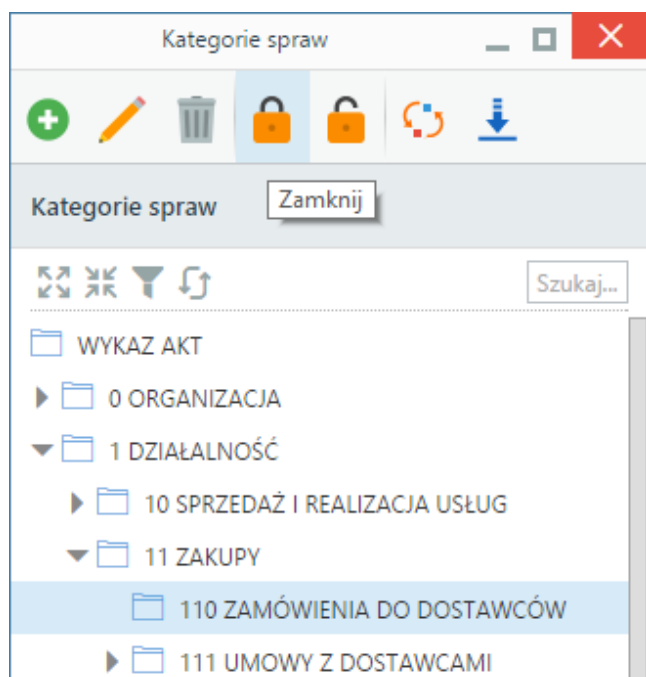 Kategorie spraw
Kategorie spraw
Zamknij
Szukaj...
WYKAZ AKT
0 ORGANIZACJA
1 DZIAŁALNOŚĆ
10 SPRZEDAŻ I REALIZACJA USŁUG
11 ZAKUPY
110 ZAMÓWIENIA DO DOSTAWCÓW
111 UMOWY Z DOSTAWCAMI